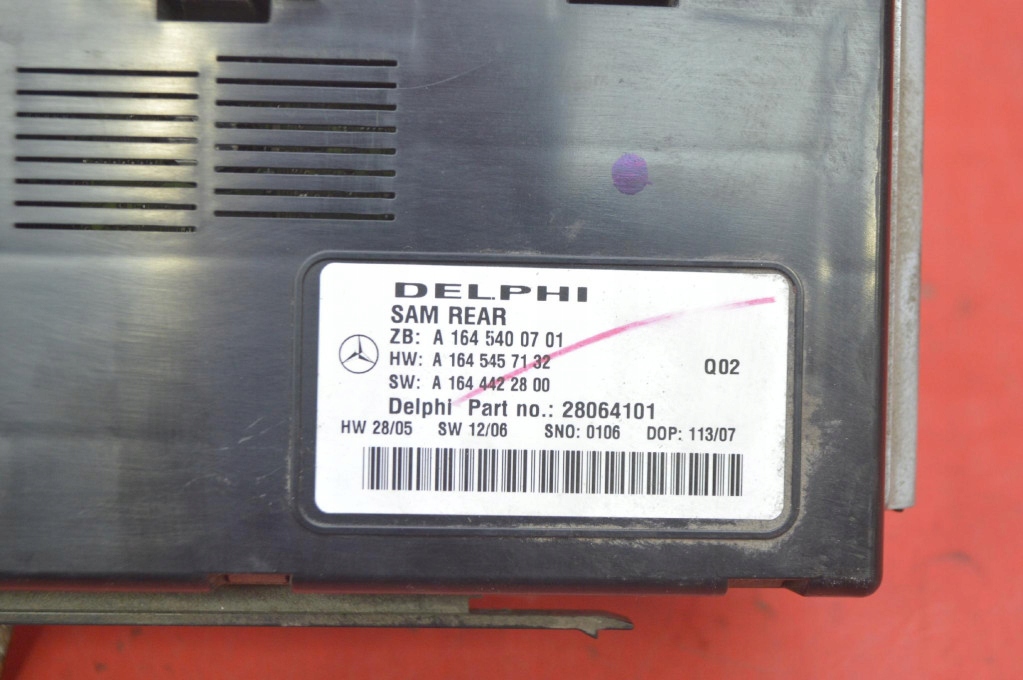 DELPHI
SAM REAR
ZB: A 164 540 07 01
HW: A 164 545 71 32
SW: A 164 442 28 00
Q02
Delphi Part no.: 28064101
HW 28/05 SW 12/06 SNO: 0106 DOP: 113/07